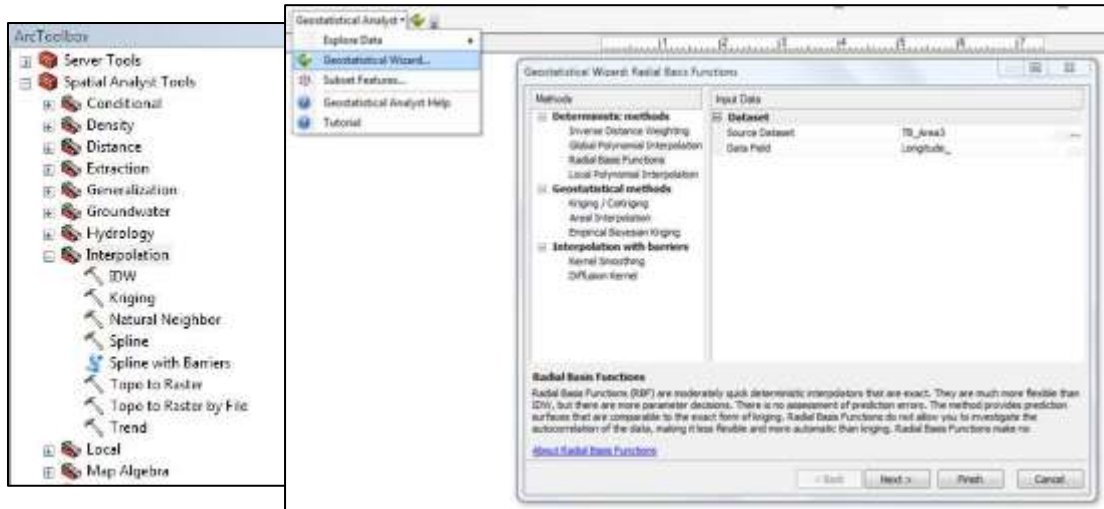 ArcToolbox
Server Tools
Spatial Analyst Tools
Conditional
Density
Distance
Extraction
Generalization
Groundwater
Hydrology
Interpolation
IDW
Kriging
Natural Neighbor
Spline
Spline with Barriers
Topo to Raster
Topo to Raster by File
Trend
Local
Map Algebra
Geostatistical Analyst
Explore Data
Geostatistical Wizard...
Subset Features...
Geostatistical Analyst Help
Tutorial
Geostatistical Wizard: Radial Basis Functions
Methods
Deterministic methods
Inverse Distance Weighting
Global Polynomial Interpolation
Radial Basis Functions
Local Polynomial Interpolation
Geostatistical methods
Kriging / CoKriging
Areal Interpolation
Empirical Bayesian Kriging
Interpolation with barriers
Kernel Smoothing
Diffusion Kernel
Input Data
Dataset
Source Dataset TB_Area3 ...
Data Field Longitude_
Radial Basis Functions
Radial Basis Functions (RBF) are moderately quick deterministic interpolators that are exact. They are much more flexible than
IDW, but there are more parameter decisions. There is no assessment of prediction errors. The method provides prediction
surfaces that are comparable to the exact form of kriging. Radial Basis Functions do not allow you to investigate the
autocorrelation of the data, making it less flexible and more automatic than kriging. Radial Basis Functions make no
About Radial Basis Functions
< Back Next > Finish Cancel